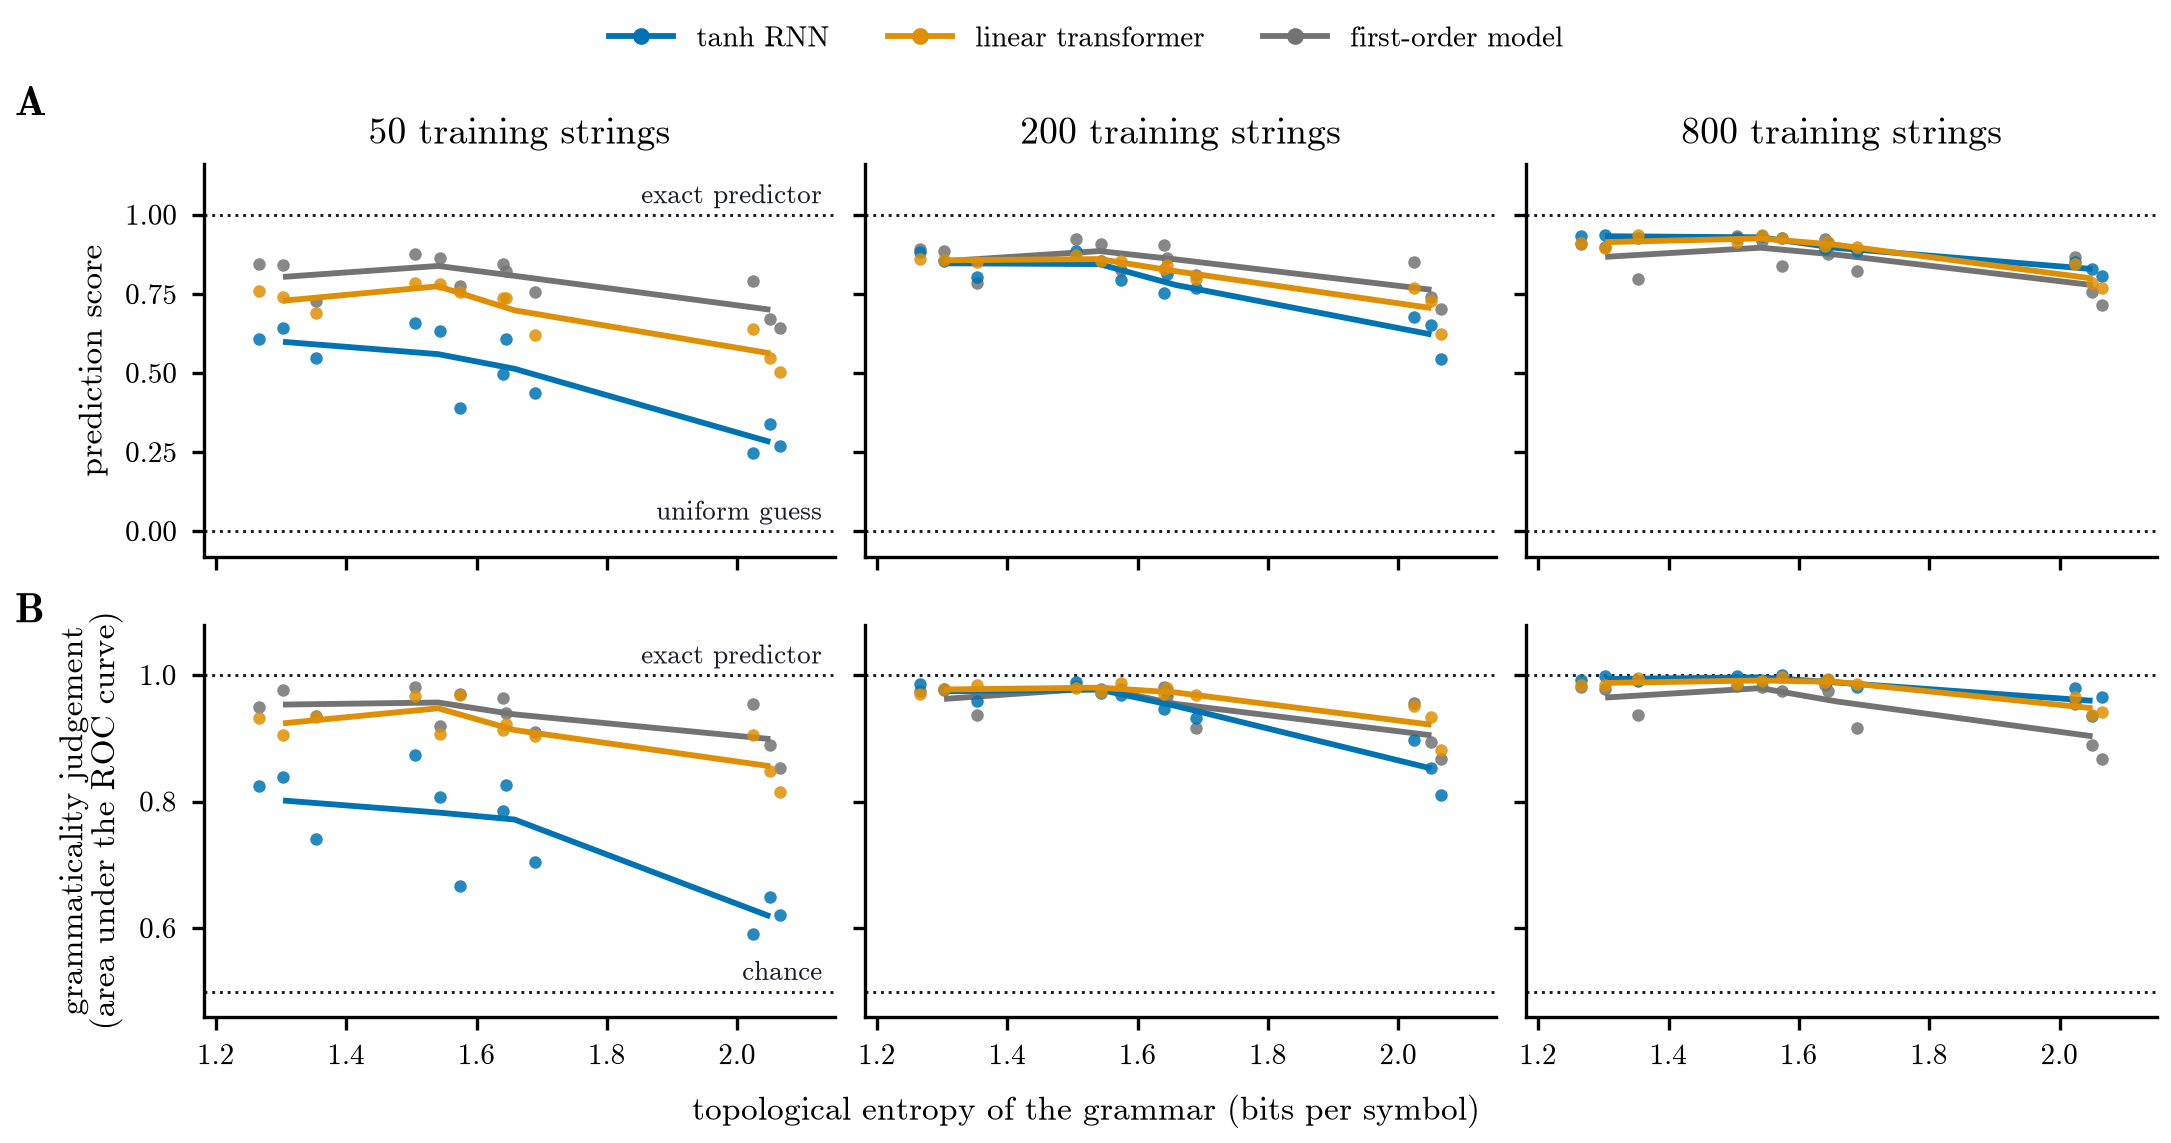 tanh RNN
linear transformer
first-order model
A
50 training strings
200 training strings
800 training strings
prediction score
1.00
0.75
0.50
0.25
0.00
exact predictor
uniform guess
B
grammaticality judgement
(area under the ROC curve)
1.0
0.8
0.6
exact predictor
chance
1.2 1.4 1.6 1.8 2.0
1.2 1.4 1.6 1.8 2.0
1.2 1.4 1.6 1.8 2.0
topological entropy of the grammar (bits per symbol)